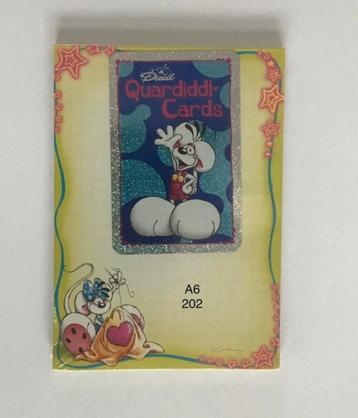 Diddl
Quardiddl-
Cards
A6
202